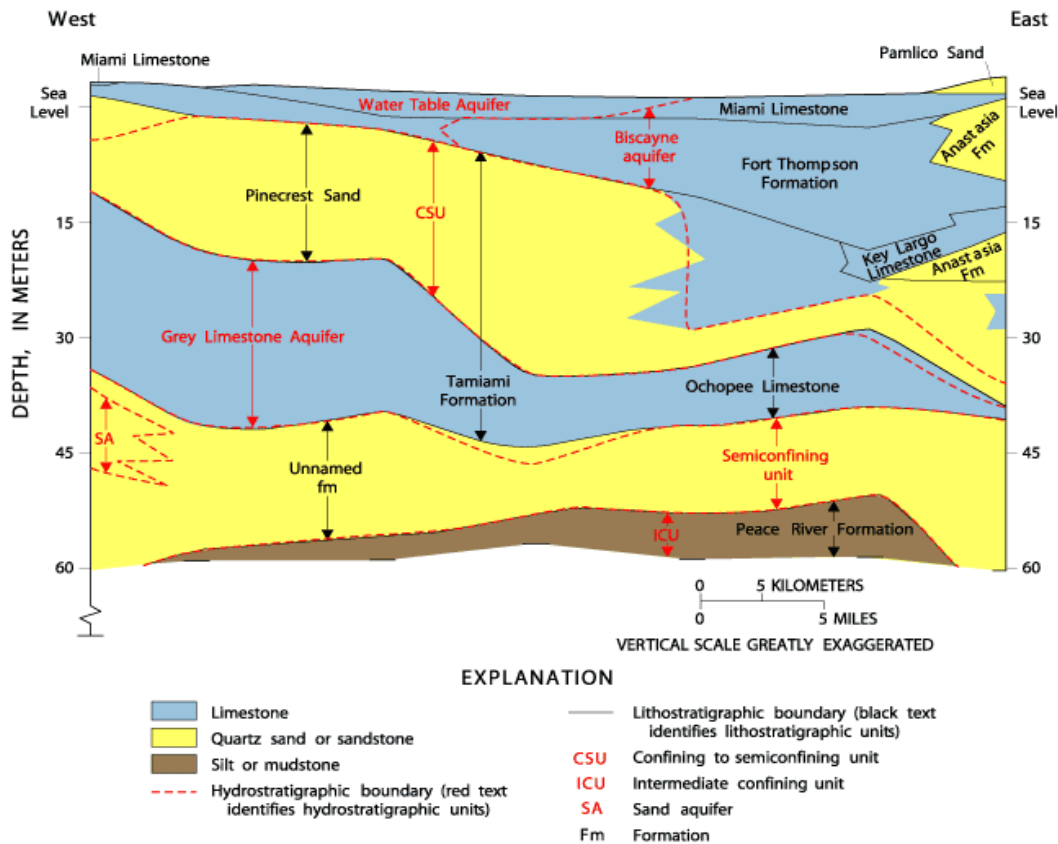 West
East
Miami Limestone
Pamlico Sand
Sea
Level
Sea
Level
Water Table Aquifer
Miami Limestone
Biscayne
aquifer
Anastasia
Fm
Fort Thompson
Formation
Pinecrest Sand
CSU
15
15
Key Largo
Limestone
Anastasia
Fm
DEPTH, IN METERS
30
30
Grey Limestone Aquifer
Tamiami
Formation
Ochopee Limestone
SA
45
45
Unnamed
fm
Semiconfining
unit
ICU
Peace River Formation
60
60
0 5 KILOMETERS
0 5 MILES
VERTICAL SCALE GREATLY EXAGGERATED
EXPLANATION
Limestone
Quartz sand or sandstone
Silt or mudstone
Hydrostratigraphic boundary (red text
identifies hydrostratigraphic units)
Lithostratigraphic boundary (black text
identifies lithostratigraphic units)
CSU Confining to semiconfining unit
ICU Intermediate confining unit
SA Sand aquifer
Fm Formation